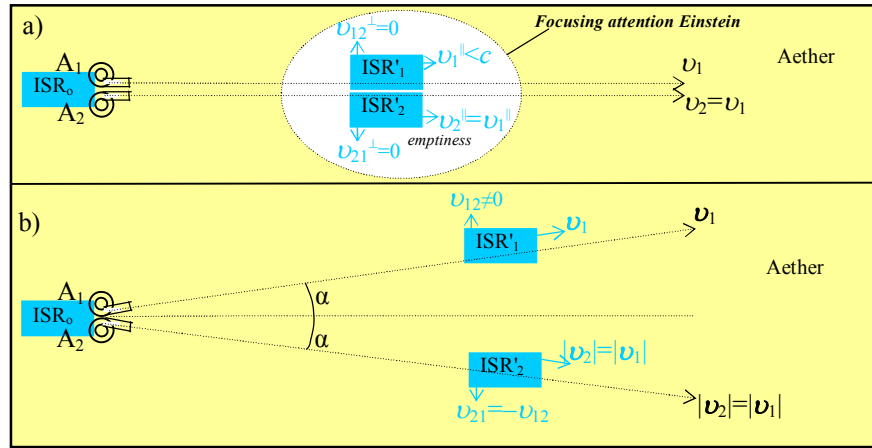 a)
Focusing attention Einstein
Aether
υ₁₂⊥=0
A₁
ISRₒ
A₂
ISR'₁
υ₁∥<c
ISR'₂
υ₂∥=υ₁∥
υ₂₁⊥=0
emptiness
υ₁
υ₂=υ₁
b)
υ₁₂≠0
ISR'₁
υ₁
υ₁
Aether
A₁
ISRₒ
A₂
α
α
ISR'₂
|υ₂|=|υ₁|
υ₂₁=−υ₁₂
|υ₂|=|υ₁|